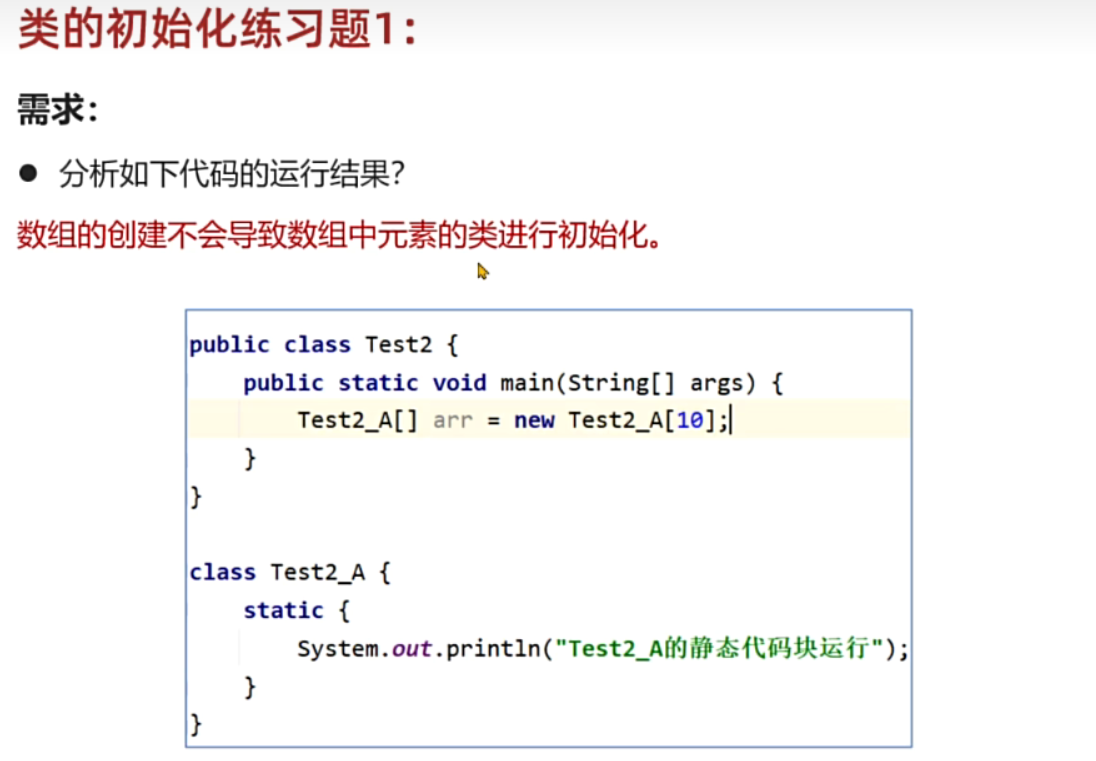 类的初始化练习题1：
需求：
● 分析如下代码的运行结果？
数组的创建不会导致数组中元素的类进行初始化。
public class Test2 {
    public static void main(String[] args) {
        Test2_A[] arr = new Test2_A[10];
    }
}
class Test2_A {
    static {
        System.out.println("Test2_A的静态代码块运行");
    }
}